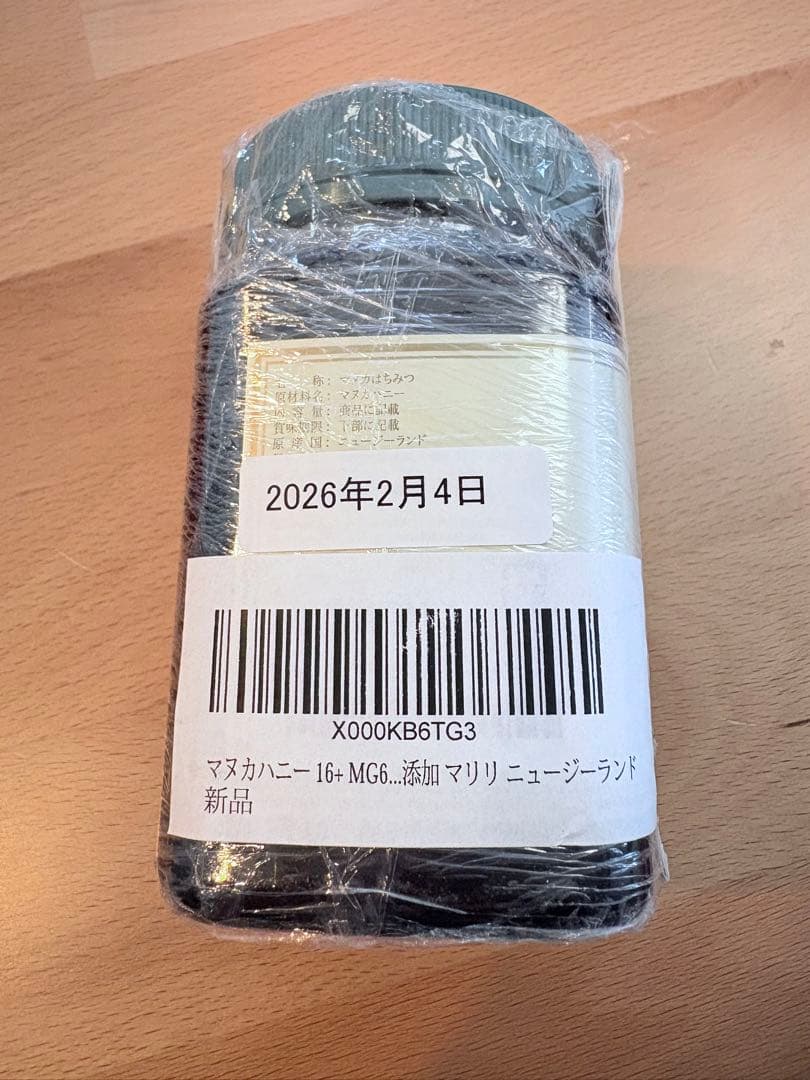 名 称: マヌカはちみつ
原材料名: マヌカハニー
内 容 量: 商品に記載
賞味期限: 下部に記載
原 産 国: ニュージーランド
2026年2月4日
X000KB6TG3
マヌカハニー 16+ MG6...添加 マリリ ニュージーランド
新品